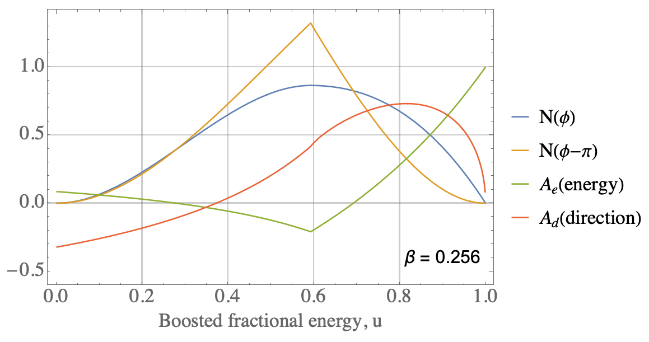 1.0
0.5
0.0
−0.5
0.0 0.2 0.4 0.6 0.8 1.0
Boosted fractional energy, u
β = 0.256
N(ϕ)
N(ϕ−π)
Ae(energy)
Ad(direction)